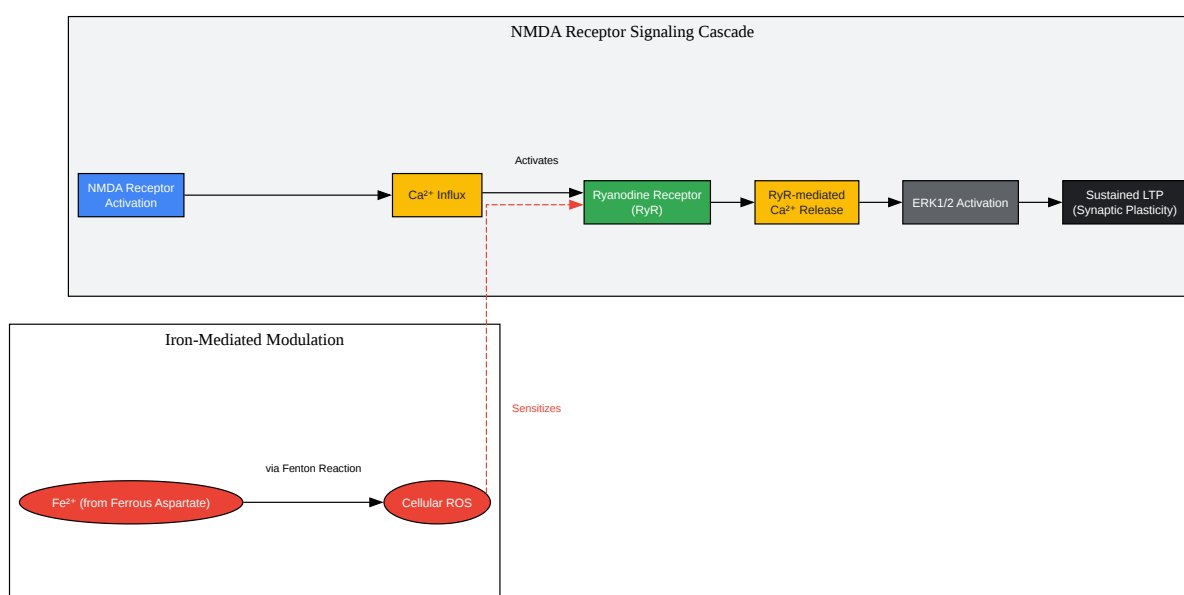 NMDA Receptor Signaling Cascade
Activates
NMDA Receptor
Activation
Ca²⁺ Influx
Ryanodine Receptor
(RyR)
RyR-mediated
Ca²⁺ Release
ERK1/2 Activation
Sustained LTP
(Synaptic Plasticity)
Iron-Mediated Modulation
Sensitizes
via Fenton Reaction
Fe²⁺ (from Ferrous Aspartate)
Cellular ROS